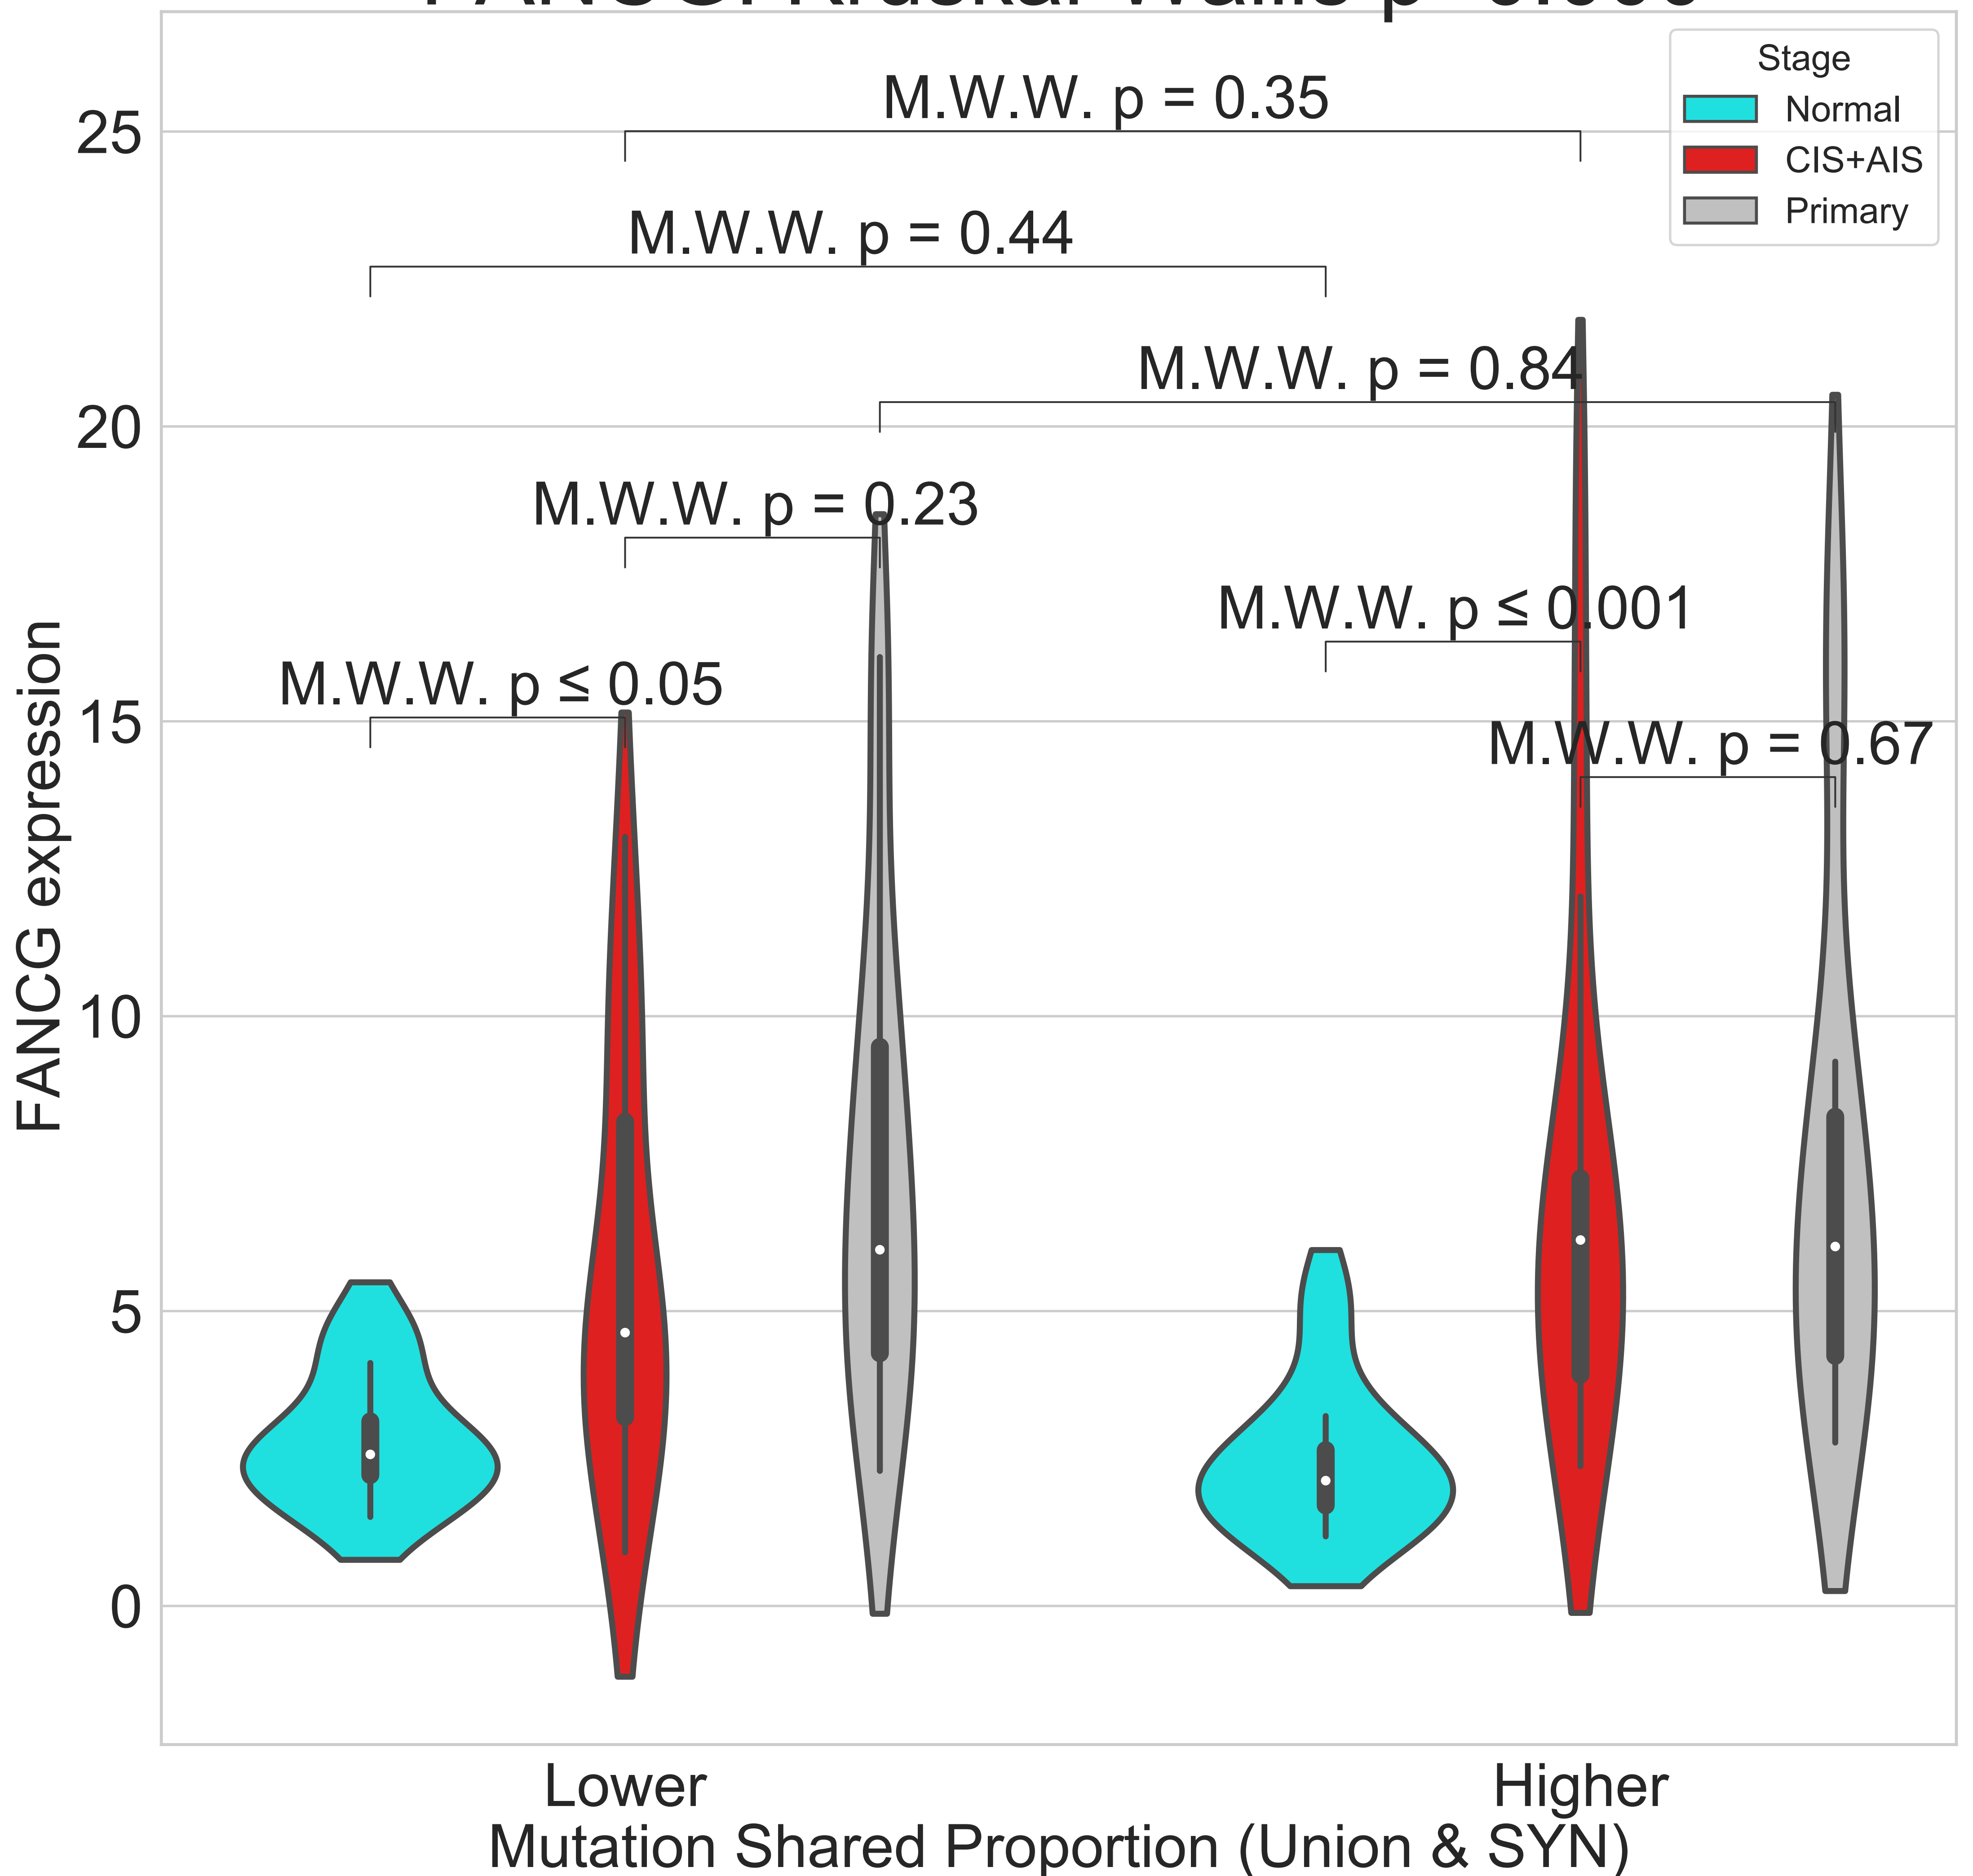 Stage
Normal
CIS+AIS
Primary
M.W.W. p = 0.35
M.W.W. p = 0.44
M.W.W. p = 0.84
M.W.W. p = 0.23
M.W.W. p ≤ 0.001
M.W.W. p ≤ 0.05
M.W.W. p = 0.67
25
20
15
10
5
0
FANCG expression
Lower
Higher
Mutation Shared Proportion (Union & SYN)